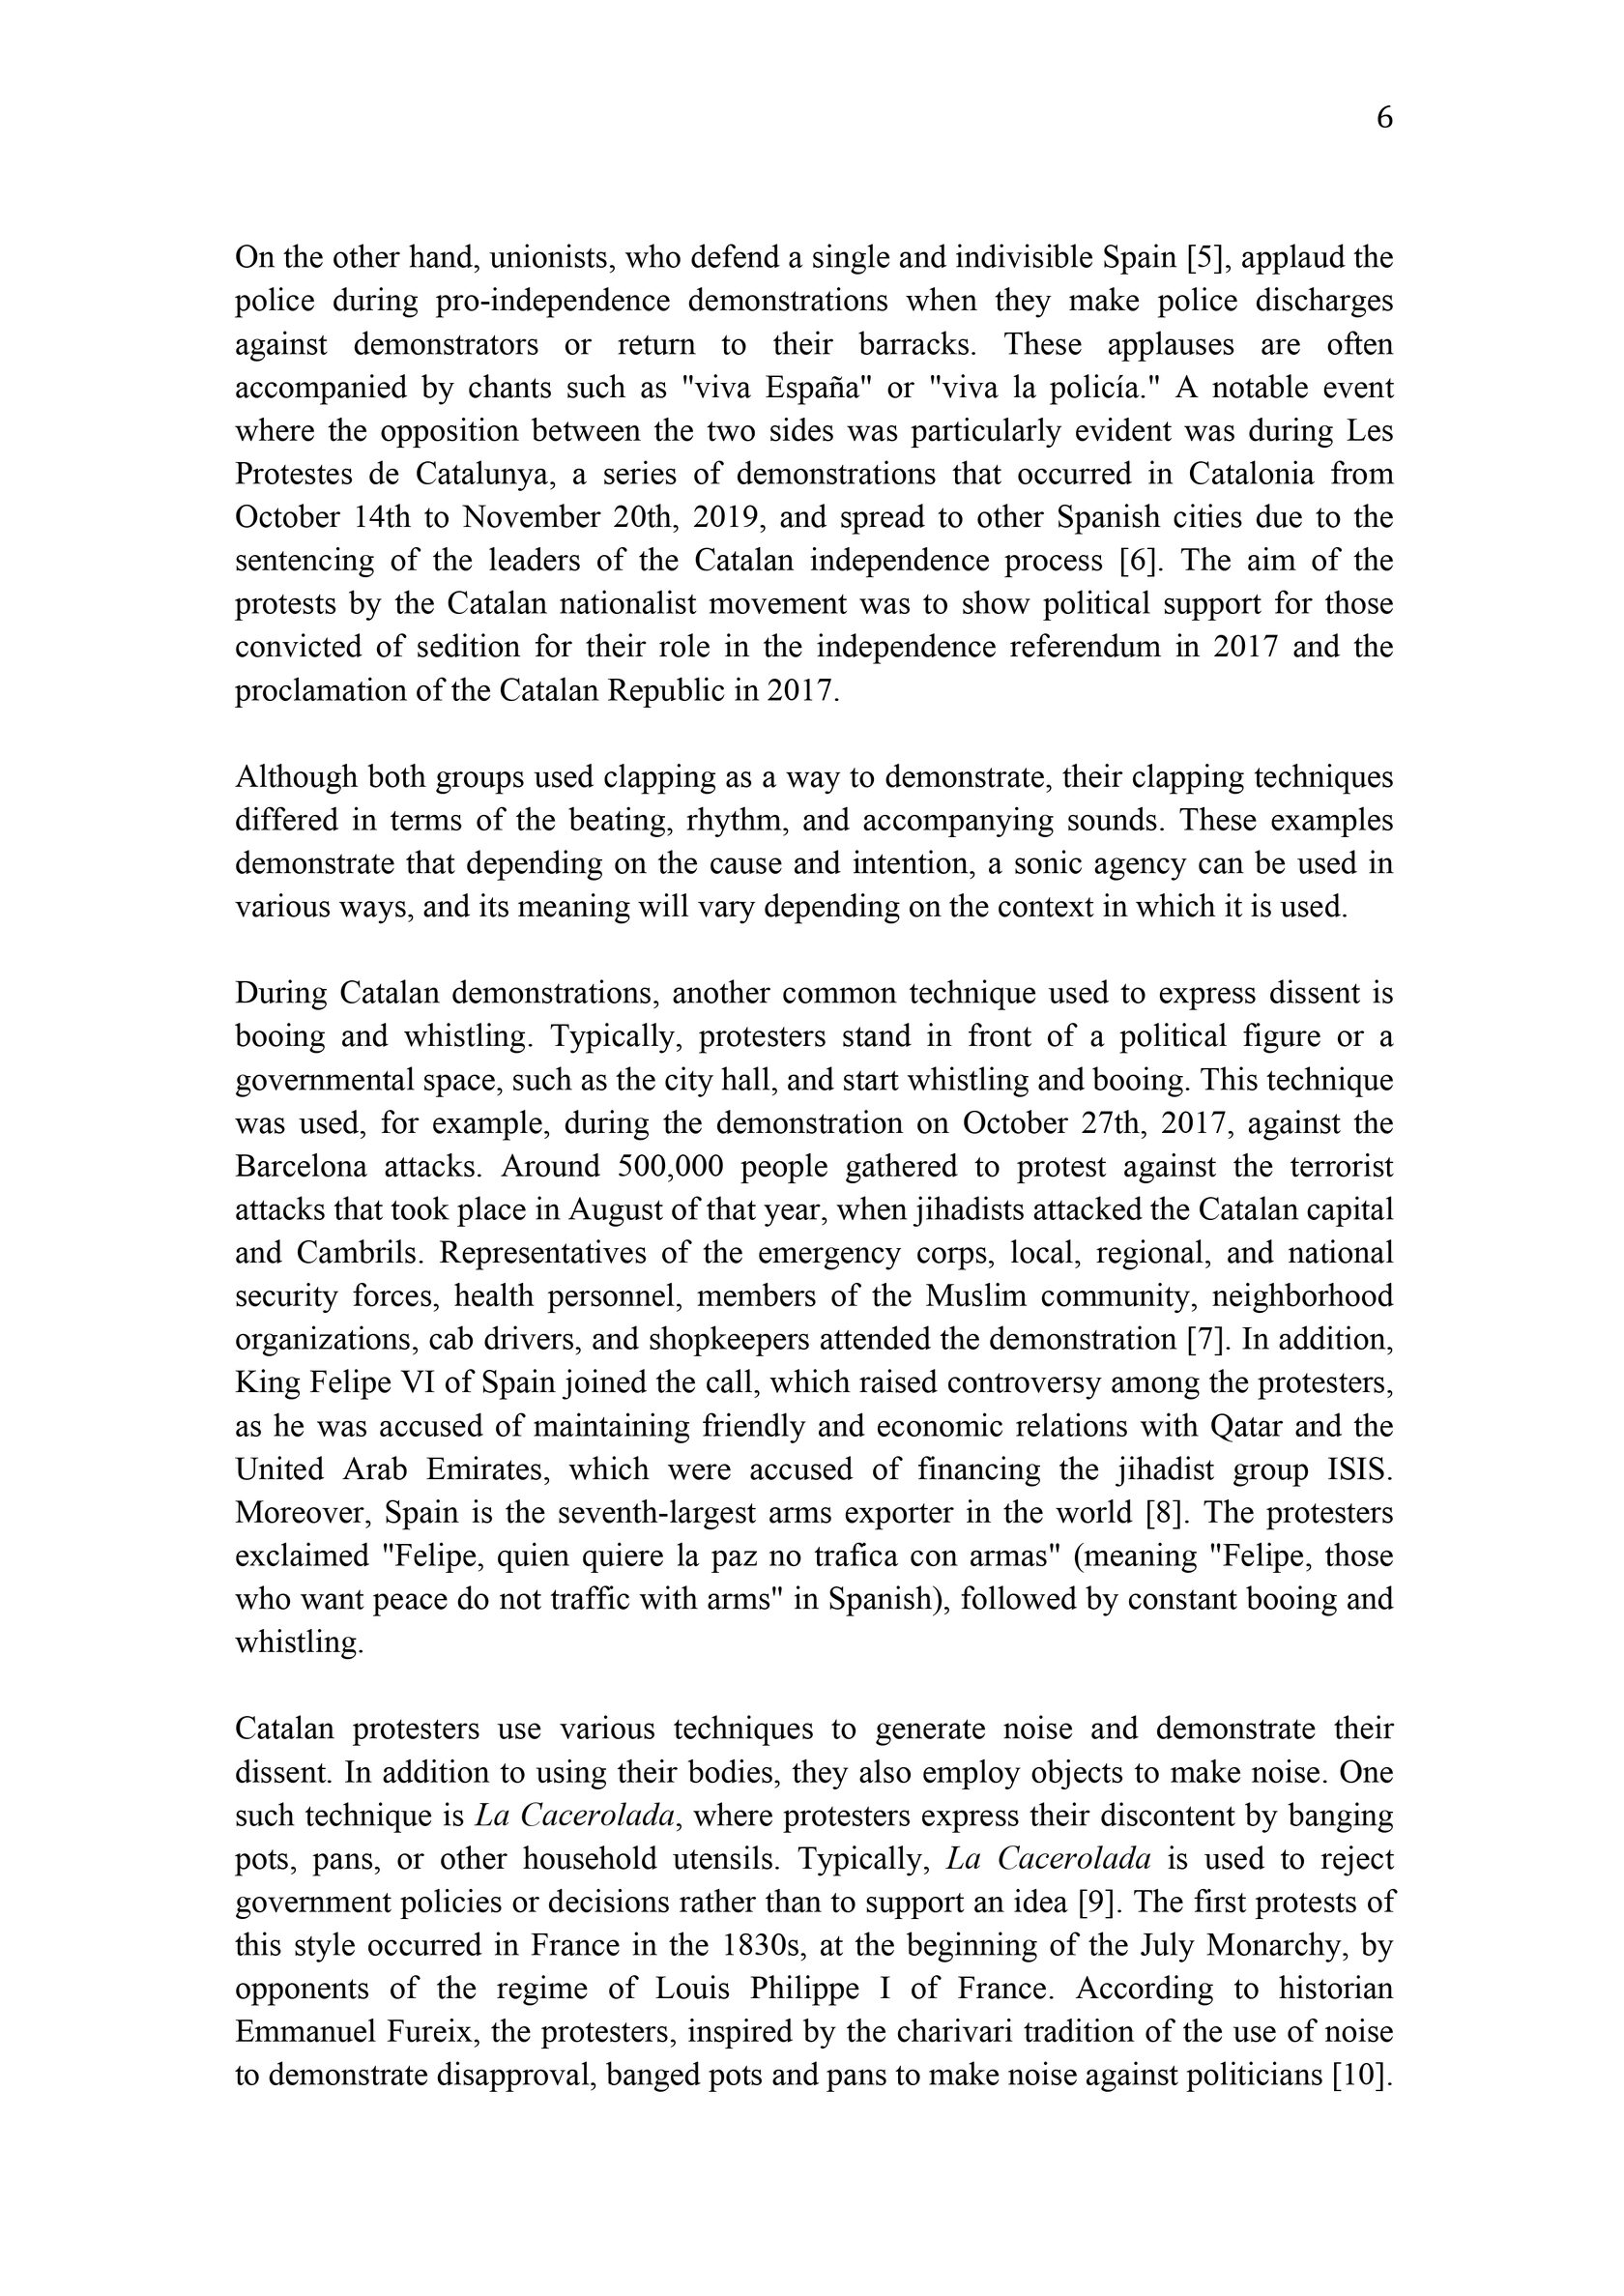 6
On the other hand, unionists, who defend a single and indivisible Spain [5], applaud the
police during pro-independence demonstrations when they make police discharges
against demonstrators or return to their barracks. These applauses are often
accompanied by chants such as "viva España" or "viva la policía." A notable event
where the opposition between the two sides was particularly evident was during Les
Protestes de Catalunya, a series of demonstrations that occurred in Catalonia from
October 14th to November 20th, 2019, and spread to other Spanish cities due to the
sentencing of the leaders of the Catalan independence process [6]. The aim of the
protests by the Catalan nationalist movement was to show political support for those
convicted of sedition for their role in the independence referendum in 2017 and the
proclamation of the Catalan Republic in 2017.
Although both groups used clapping as a way to demonstrate, their clapping techniques
differed in terms of the beating, rhythm, and accompanying sounds. These examples
demonstrate that depending on the cause and intention, a sonic agency can be used in
various ways, and its meaning will vary depending on the context in which it is used.
During Catalan demonstrations, another common technique used to express dissent is
booing and whistling. Typically, protesters stand in front of a political figure or a
governmental space, such as the city hall, and start whistling and booing. This technique
was used, for example, during the demonstration on October 27th, 2017, against the
Barcelona attacks. Around 500,000 people gathered to protest against the terrorist
attacks that took place in August of that year, when jihadists attacked the Catalan capital
and Cambrils. Representatives of the emergency corps, local, regional, and national
security forces, health personnel, members of the Muslim community, neighborhood
organizations, cab drivers, and shopkeepers attended the demonstration [7]. In addition,
King Felipe VI of Spain joined the call, which raised controversy among the protesters,
as he was accused of maintaining friendly and economic relations with Qatar and the
United Arab Emirates, which were accused of financing the jihadist group ISIS.
Moreover, Spain is the seventh-largest arms exporter in the world [8]. The protesters
exclaimed "Felipe, quien quiere la paz no trafica con armas" (meaning "Felipe, those
who want peace do not traffic with arms" in Spanish), followed by constant booing and
whistling.
Catalan protesters use various techniques to generate noise and demonstrate their
dissent. In addition to using their bodies, they also employ objects to make noise. One
such technique is La Cacerolada, where protesters express their discontent by banging
pots, pans, or other household utensils. Typically, La Cacerolada is used to reject
government policies or decisions rather than to support an idea [9]. The first protests of
this style occurred in France in the 1830s, at the beginning of the July Monarchy, by
opponents of the regime of Louis Philippe I of France. According to historian
Emmanuel Fureix, the protesters, inspired by the charivari tradition of the use of noise
to demonstrate disapproval, banged pots and pans to make noise against politicians [10].